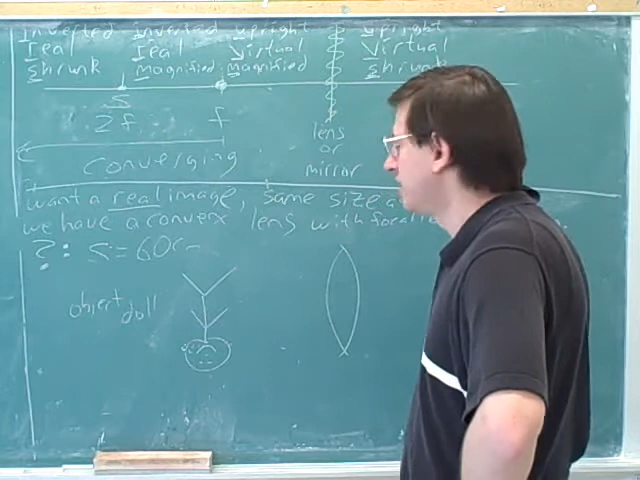 Inverted inverted upright upright
Real Real Virtual Virtual
Shrunk magnified magnified Shrunk
S
2f f lens
or
Converging mirror
want a real image, same size a
we have a convex lens with focal
?: S = 60c
object doll